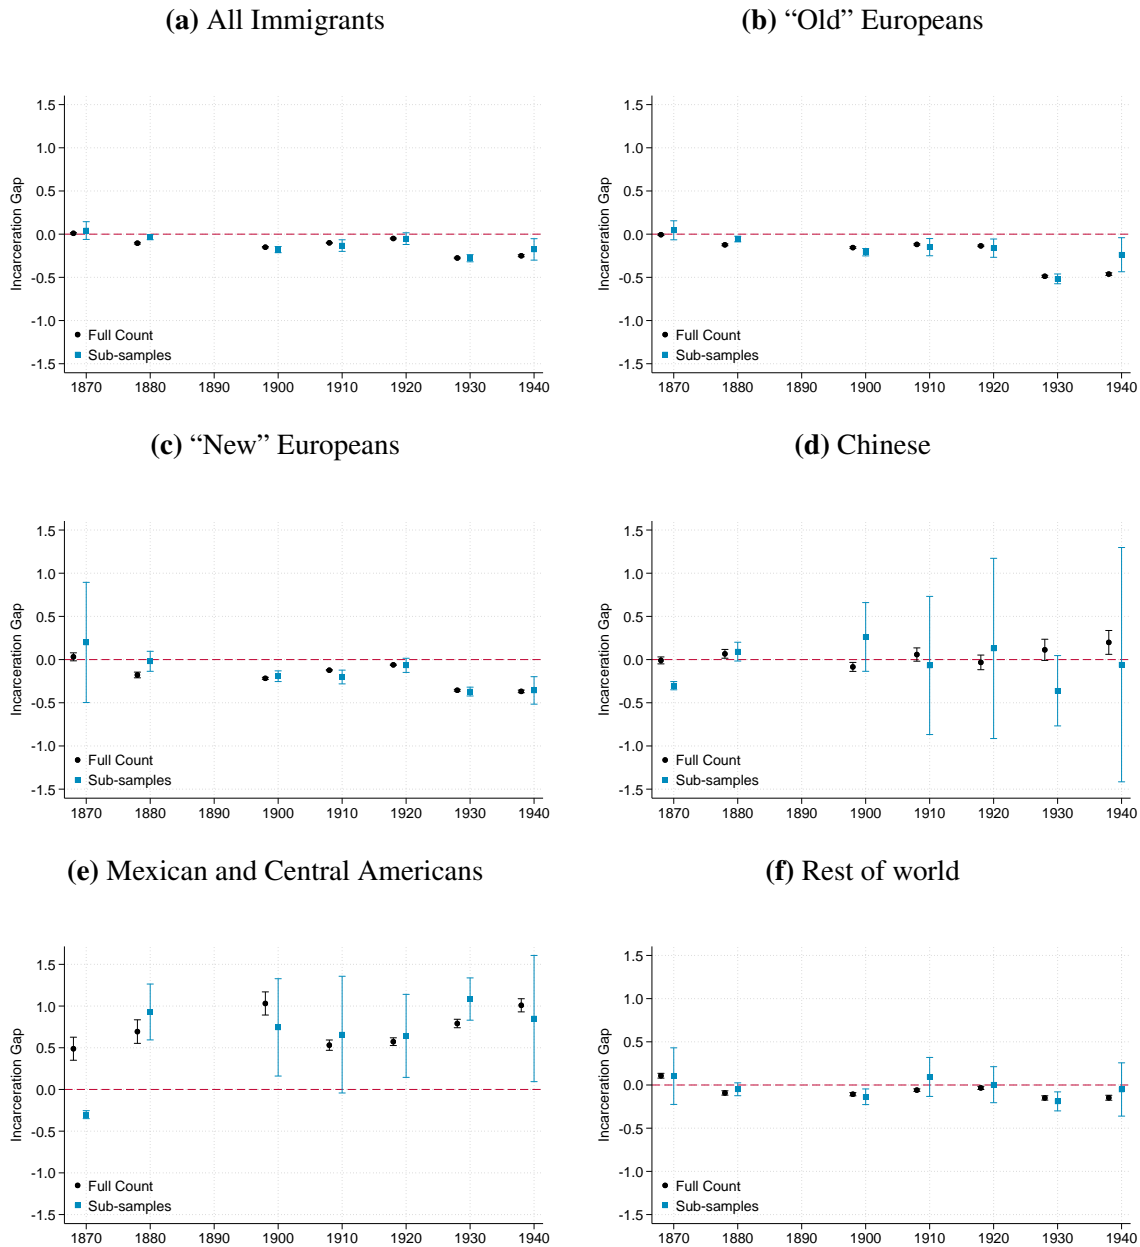 (a) All Immigrants
1.5
1.0
0.5
0.0
-0.5
-1.0
-1.5
Incarceration Gap
Full Count
Sub-samples
1870 1880 1890 1900 1910 1920 1930 1940
(b) “Old” Europeans
1.5
1.0
0.5
0.0
-0.5
-1.0
-1.5
Incarceration Gap
Full Count
Sub-samples
1870 1880 1890 1900 1910 1920 1930 1940
(c) “New” Europeans
1.5
1.0
0.5
0.0
-0.5
-1.0
-1.5
Incarceration Gap
Full Count
Sub-samples
1870 1880 1890 1900 1910 1920 1930 1940
(d) Chinese
1.5
1.0
0.5
0.0
-0.5
-1.0
-1.5
Incarceration Gap
Full Count
Sub-samples
1870 1880 1890 1900 1910 1920 1930 1940
(e) Mexican and Central Americans
1.5
1.0
0.5
0.0
-0.5
-1.0
-1.5
Incarceration Gap
Full Count
Sub-samples
1870 1880 1890 1900 1910 1920 1930 1940
(f) Rest of world
1.5
1.0
0.5
0.0
-0.5
-1.0
-1.5
Incarceration Gap
Full Count
Sub-samples
1870 1880 1890 1900 1910 1920 1930 1940